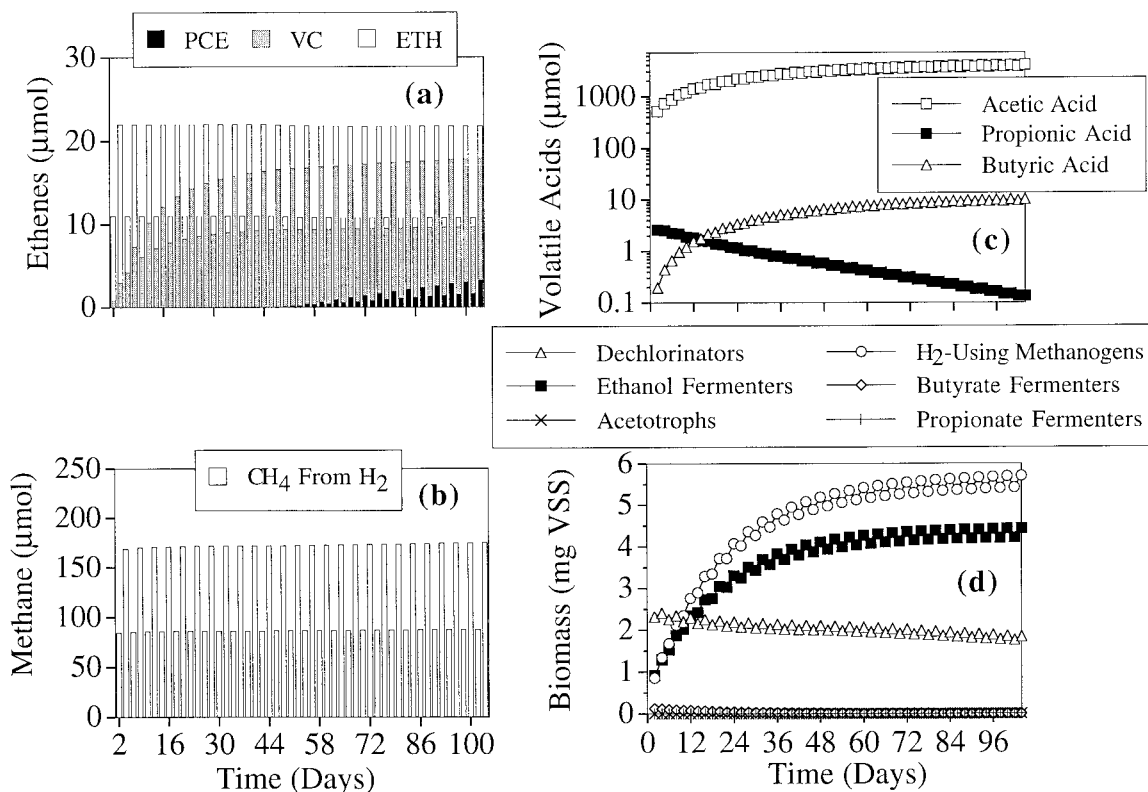 PCE VC ETH
30
20
10
0
Ethenes (µmol)
(a)
1000
100
10
1
0.1
Volatile Acids (µmol)
Acetic Acid
Propionic Acid
Butyric Acid
(c)
Dechlorinators
Ethanol Fermenters
Acetotrophs
H₂-Using Methanogens
Butyrate Fermenters
Propionate Fermenters
CH₄ From H₂
250
200
150
100
50
0
Methane (µmol)
(b)
2 16 30 44 58 72 86 100
Time (Days)
6
5
4
3
2
1
0
Biomass (mg VSS)
(d)
0 12 24 36 48 60 72 84 96
Time (Days)